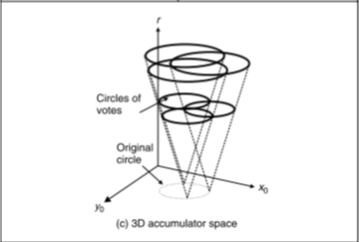 r
Circles of
votes
Original
circle
x₀
y₀
(c) 3D accumulator space